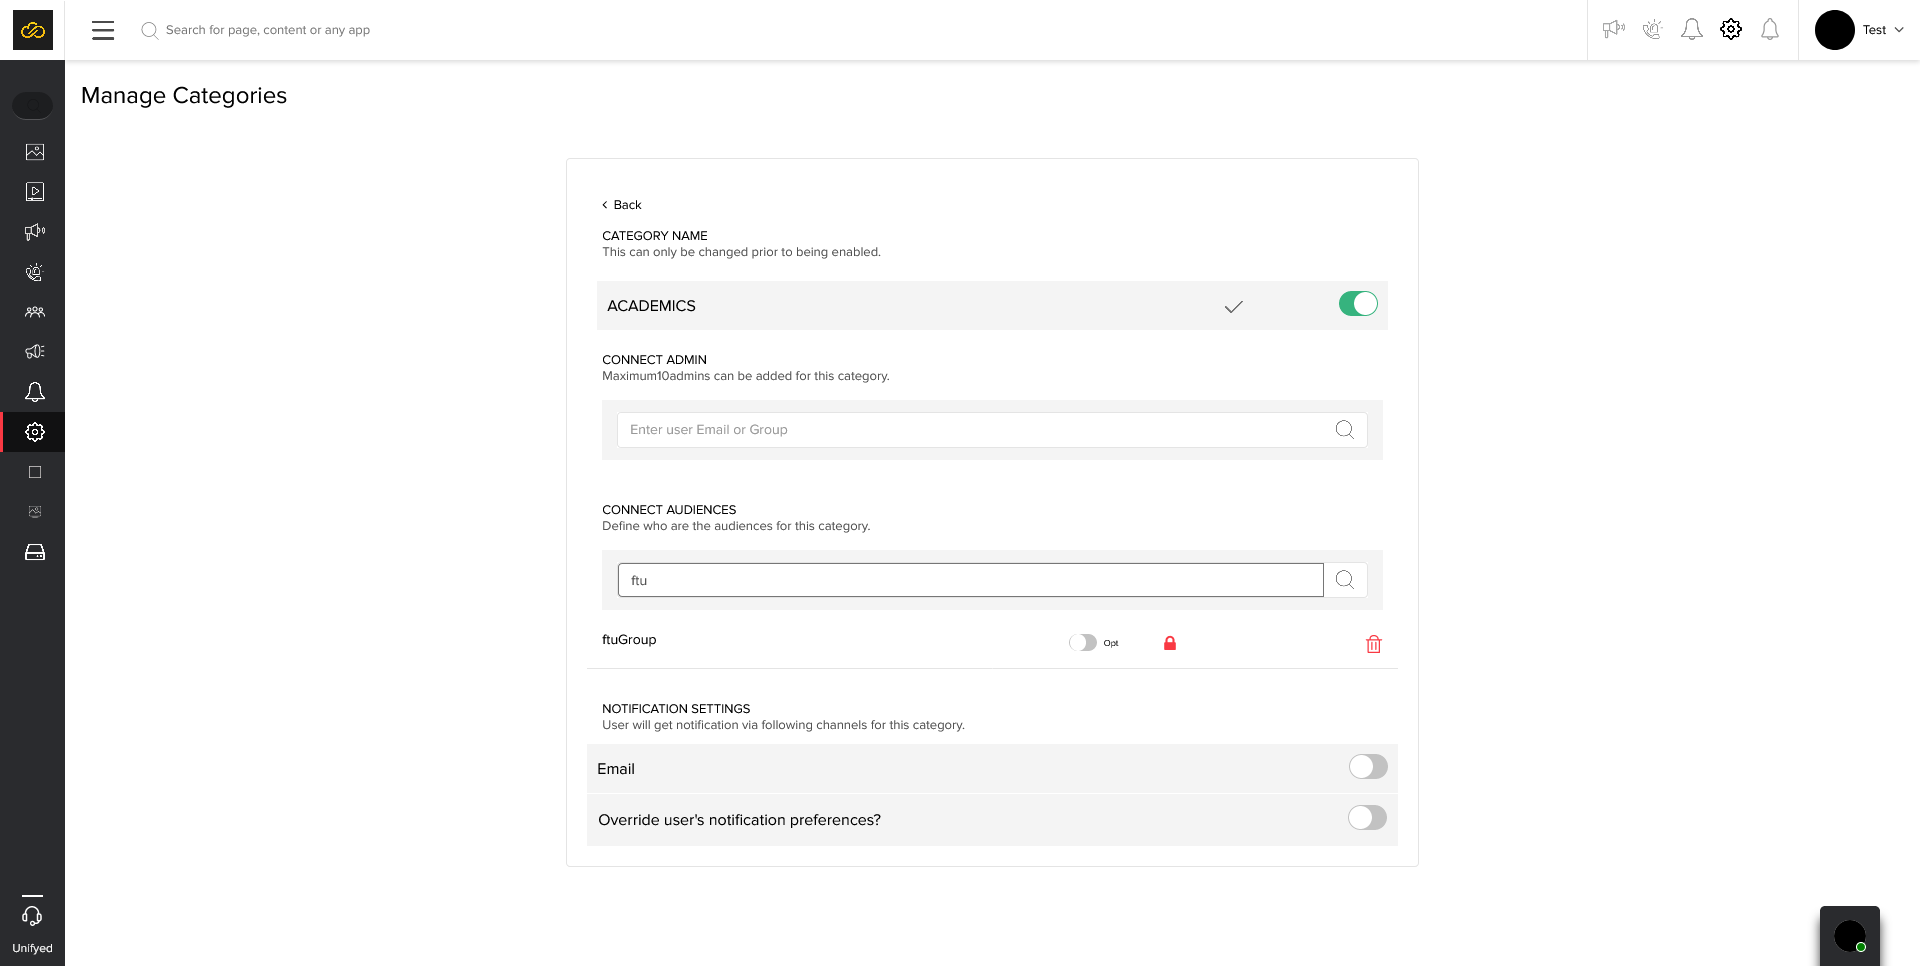 Search for page, content or any app
Test
Manage Categories
Back
CATEGORY NAME
This can only be changed prior to being enabled.
ACADEMICS
CONNECT ADMIN
Maximum10admins can be added for this category.
Enter user Email or Group
CONNECT AUDIENCES
Define who are the audiences for this category.
ftu
ftuGroup
Opt
NOTIFICATION SETTINGS
User will get notification via following channels for this category.
Email
Override user's notification preferences?
Unifyed